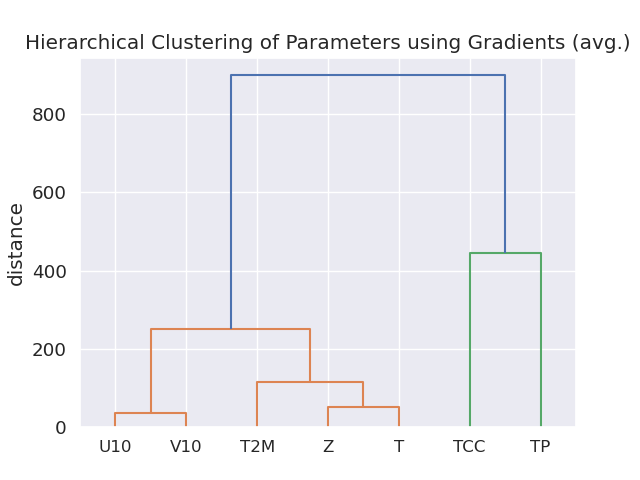 Hierarchical Clustering of Parameters using Gradients (avg.)
distance
800
600
400
200
0
U10 V10 T2M Z T TCC TP